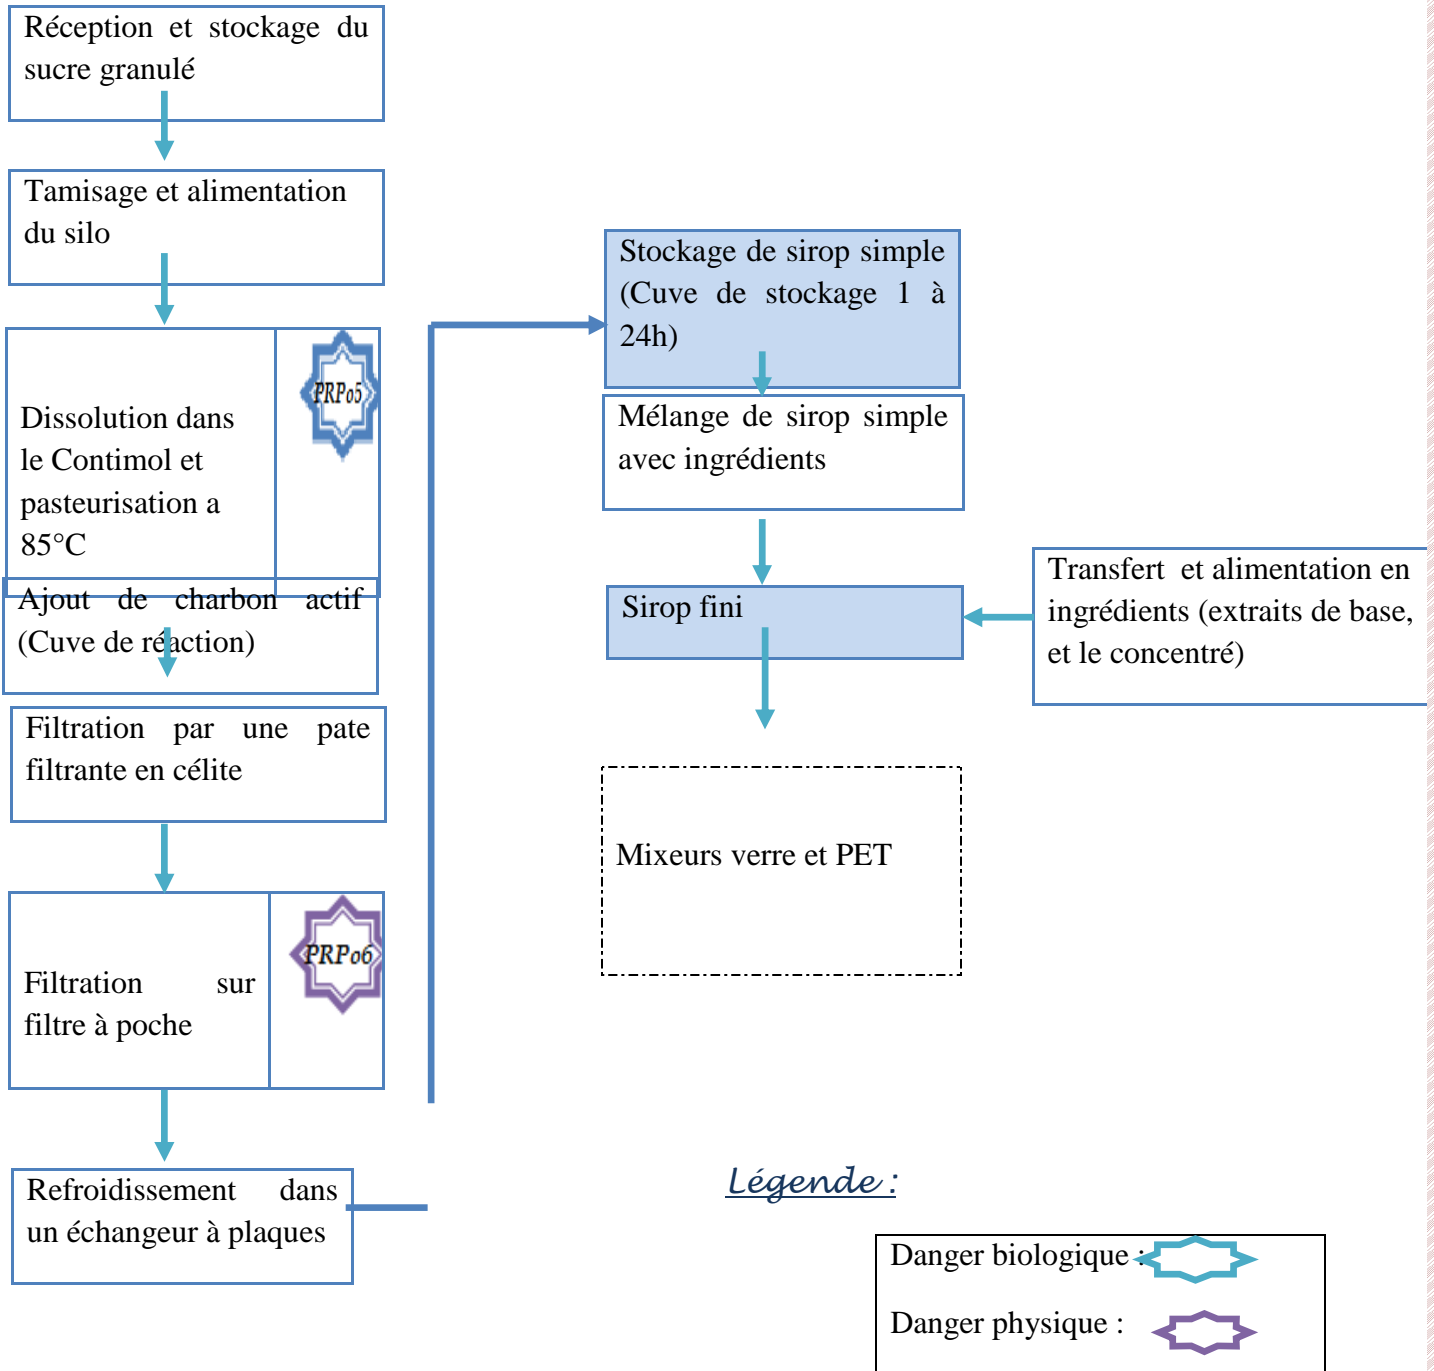 Réception et stockage du
sucre granulé
Tamisage et alimentation
du silo
Dissolution dans
le Contimol et
pasteurisation a
85°C
PRPo5
Ajout de charbon actif
(Cuve de réaction)
Filtration par une pate
filtrante en célite
Filtration sur
filtre à poche
PRPo6
Refroidissement dans
un échangeur à plaques
Stockage de sirop simple
(Cuve de stockage 1 à
24h)
Mélange de sirop simple
avec ingrédients
Sirop fini
Transfert et alimentation en
ingrédients (extraits de base,
et le concentré)
Mixeurs verre et PET
Légende :
Danger biologique :
Danger physique :